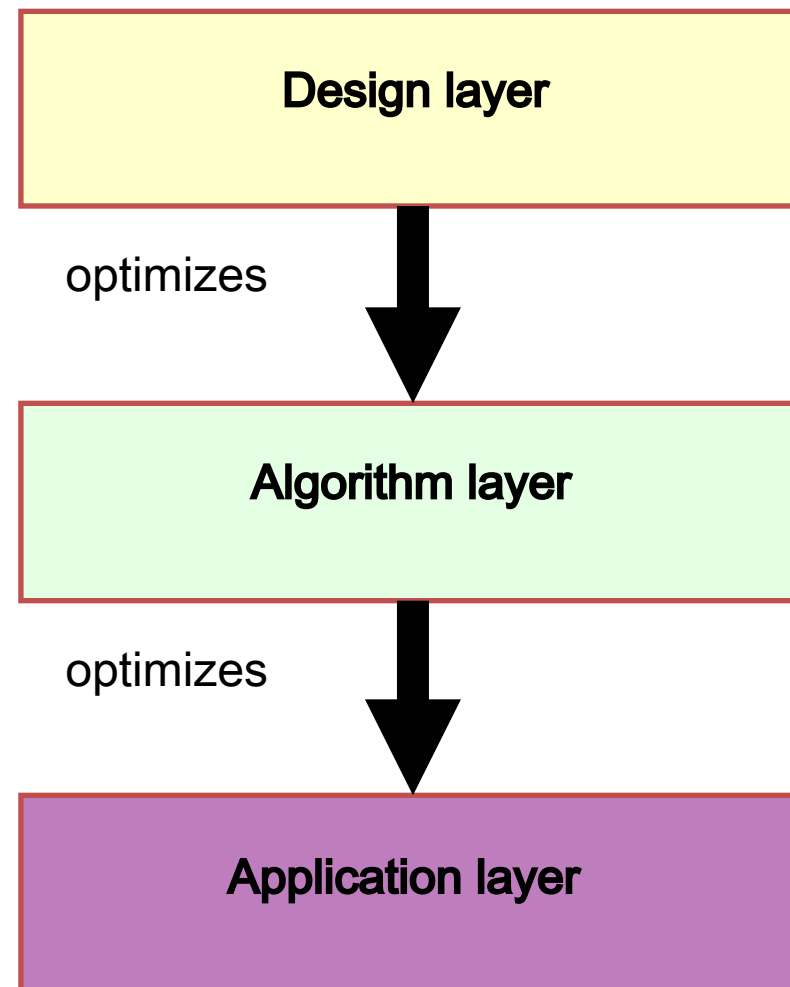 Design layer
optimizes
Algorithm layer
optimizes
Application layer